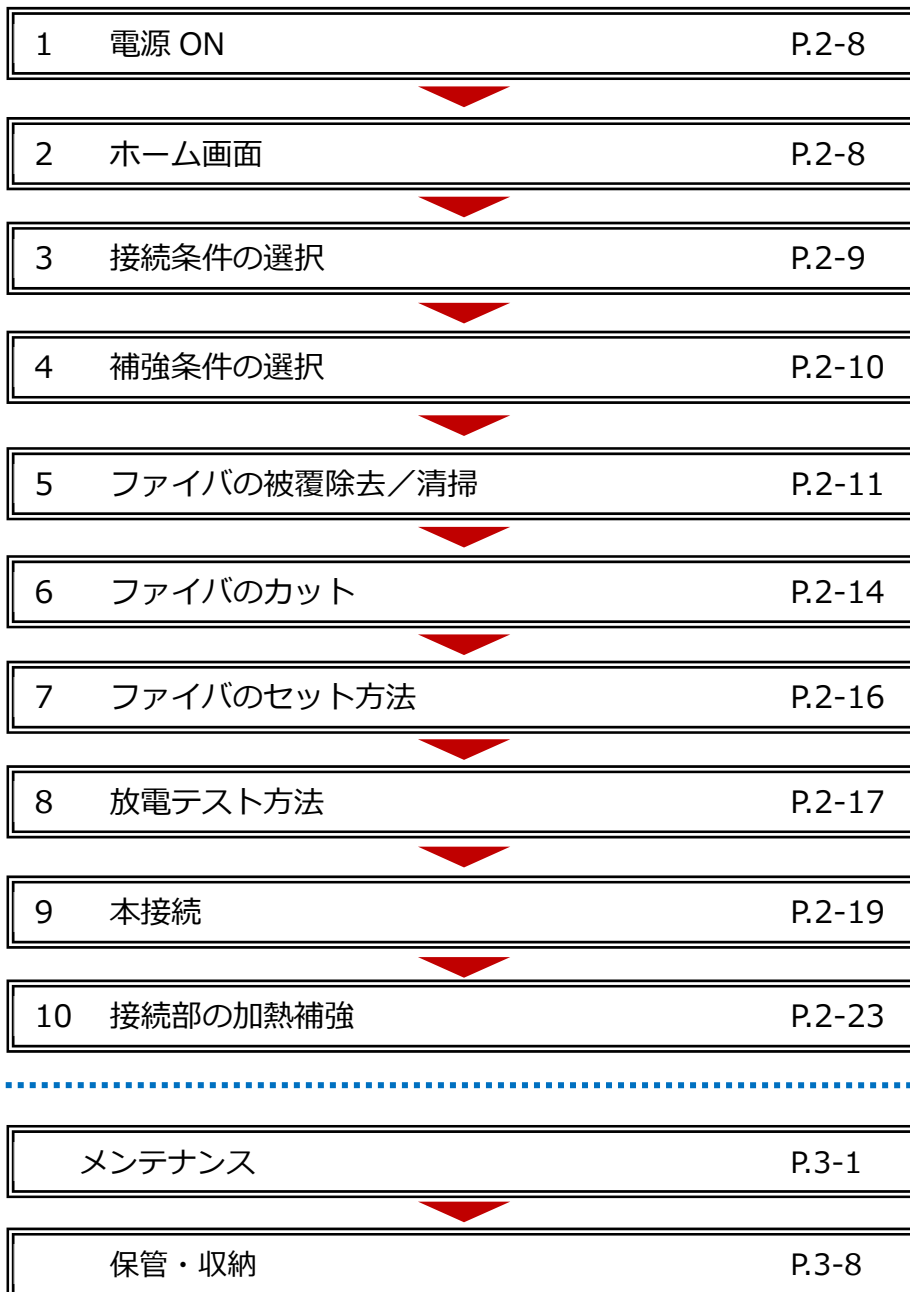 1 電源 ON P.2-8
2 ホーム画面 P.2-8
3 接続条件の選択 P.2-9
4 補強条件の選択 P.2-10
5 ファイバの被覆除去／清掃 P.2-11
6 ファイバのカット P.2-14
7 ファイバのセット方法 P.2-16
8 放電テスト方法 P.2-17
9 本接続 P.2-19
10 接続部の加熱補強 P.2-23
メンテナンス P.3-1
保管・収納 P.3-8